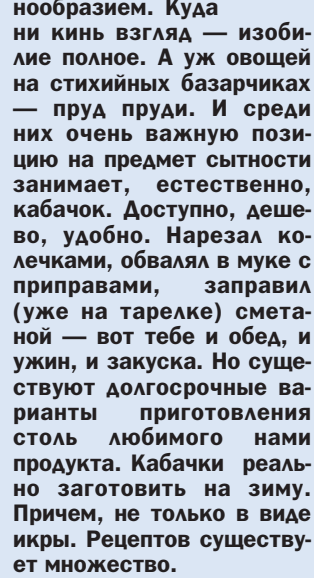 нообразием. Куда
ни кинь взгляд — изоби-
лие полное. А уж овощей
на стихийных базарчиках
— пруд пруди. И среди
них очень важную пози-
цию на предмет сытности
занимает, естественно,
кабачок. Доступно, деше-
во, удобно. Нарезал ко-
лечками, обвалял в муке с
приправами, заправил
(уже на тарелке) смета-
ной — вот тебе и обед, и
ужин, и закуска. Но суще-
ствуют долгосрочные ва-
рианты приготовления
столь любимого нами
продукта. Кабачки реаль-
но заготовить на зиму.
Причем, не только в виде
икры. Рецептов существу-
ет множество.